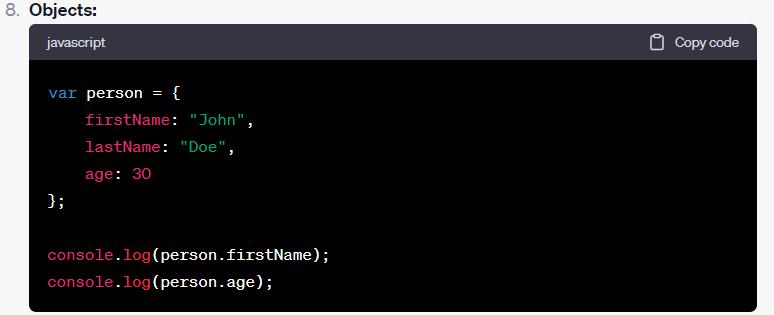 8. Objects:
javascript Copy code
var person = {
    firstName: "John",
    lastName: "Doe",
    age: 30
};

console.log(person.firstName);
console.log(person.age);